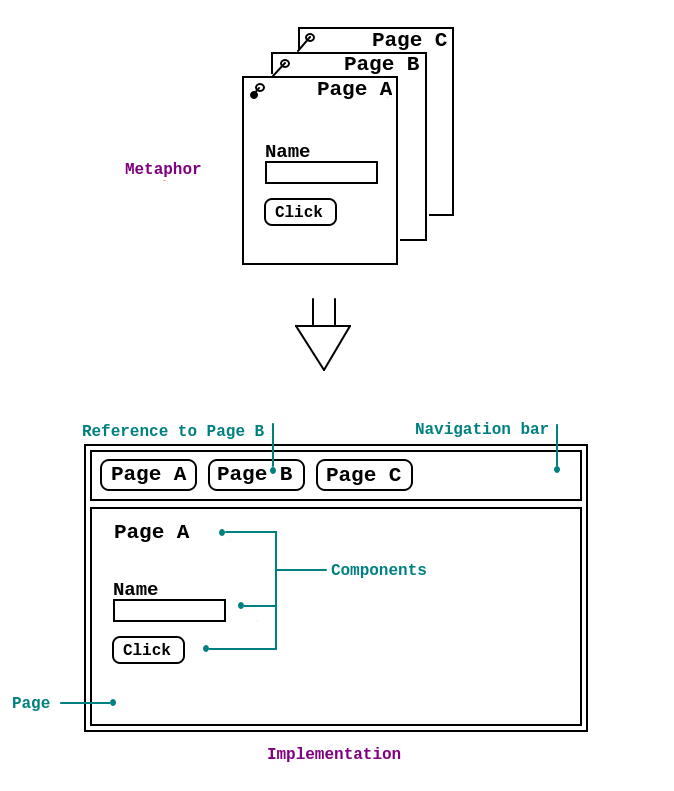 Page C
Page B
Page A
Name
Metaphor
Click
Reference to Page B
Navigation bar
Page A Page B Page C
Page A
Components
Name
Click
Page
Implementation